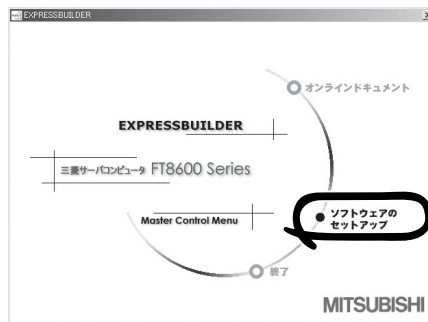 EXPRESSBUILDER
オンラインドキュメント
EXPRESSBUILDER
三菱サーバコンピュータ FT8600 Series
ソフトウェアの
セットアップ
Master Control Menu
終了
MITSUBISHI